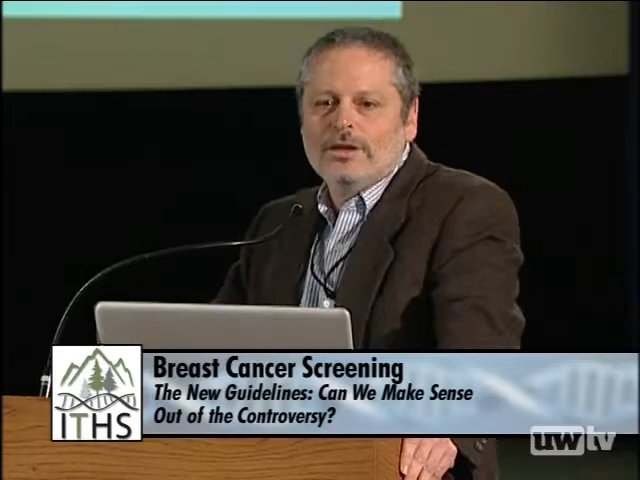 Breast Cancer Screening
The New Guidelines: Can We Make Sense
Out of the Controversy?
ITHS
uwtv